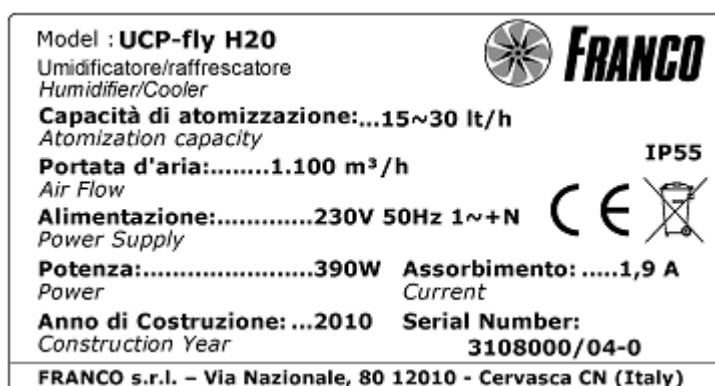 Model : UCP-fly H20
FRANCO
Umidificatore/raffrescatore
Humidifier/Cooler
Capacità di atomizzazione:...15~30 lt/h
Atomization capacity
IP55
Portata d'aria:........1.100 m³/h
Air Flow
Alimentazione:.............230V 50Hz 1~+N
Power Supply
CE
Potenza:.......................390W Assorbimento: .....1,9 A
Power Current
Anno di Costruzione: ...2010 Serial Number:
Construction Year 3108000/04-0
FRANCO s.r.l. – Via Nazionale, 80 12010 - Cervasca CN (Italy)